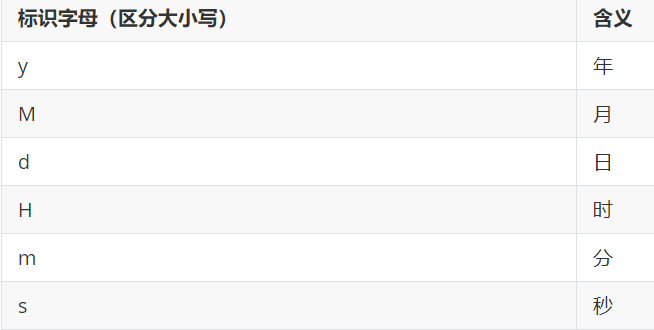 标识字母（区分大小写） 含义
y 年
M 月
d 日
H 时
m 分
s 秒